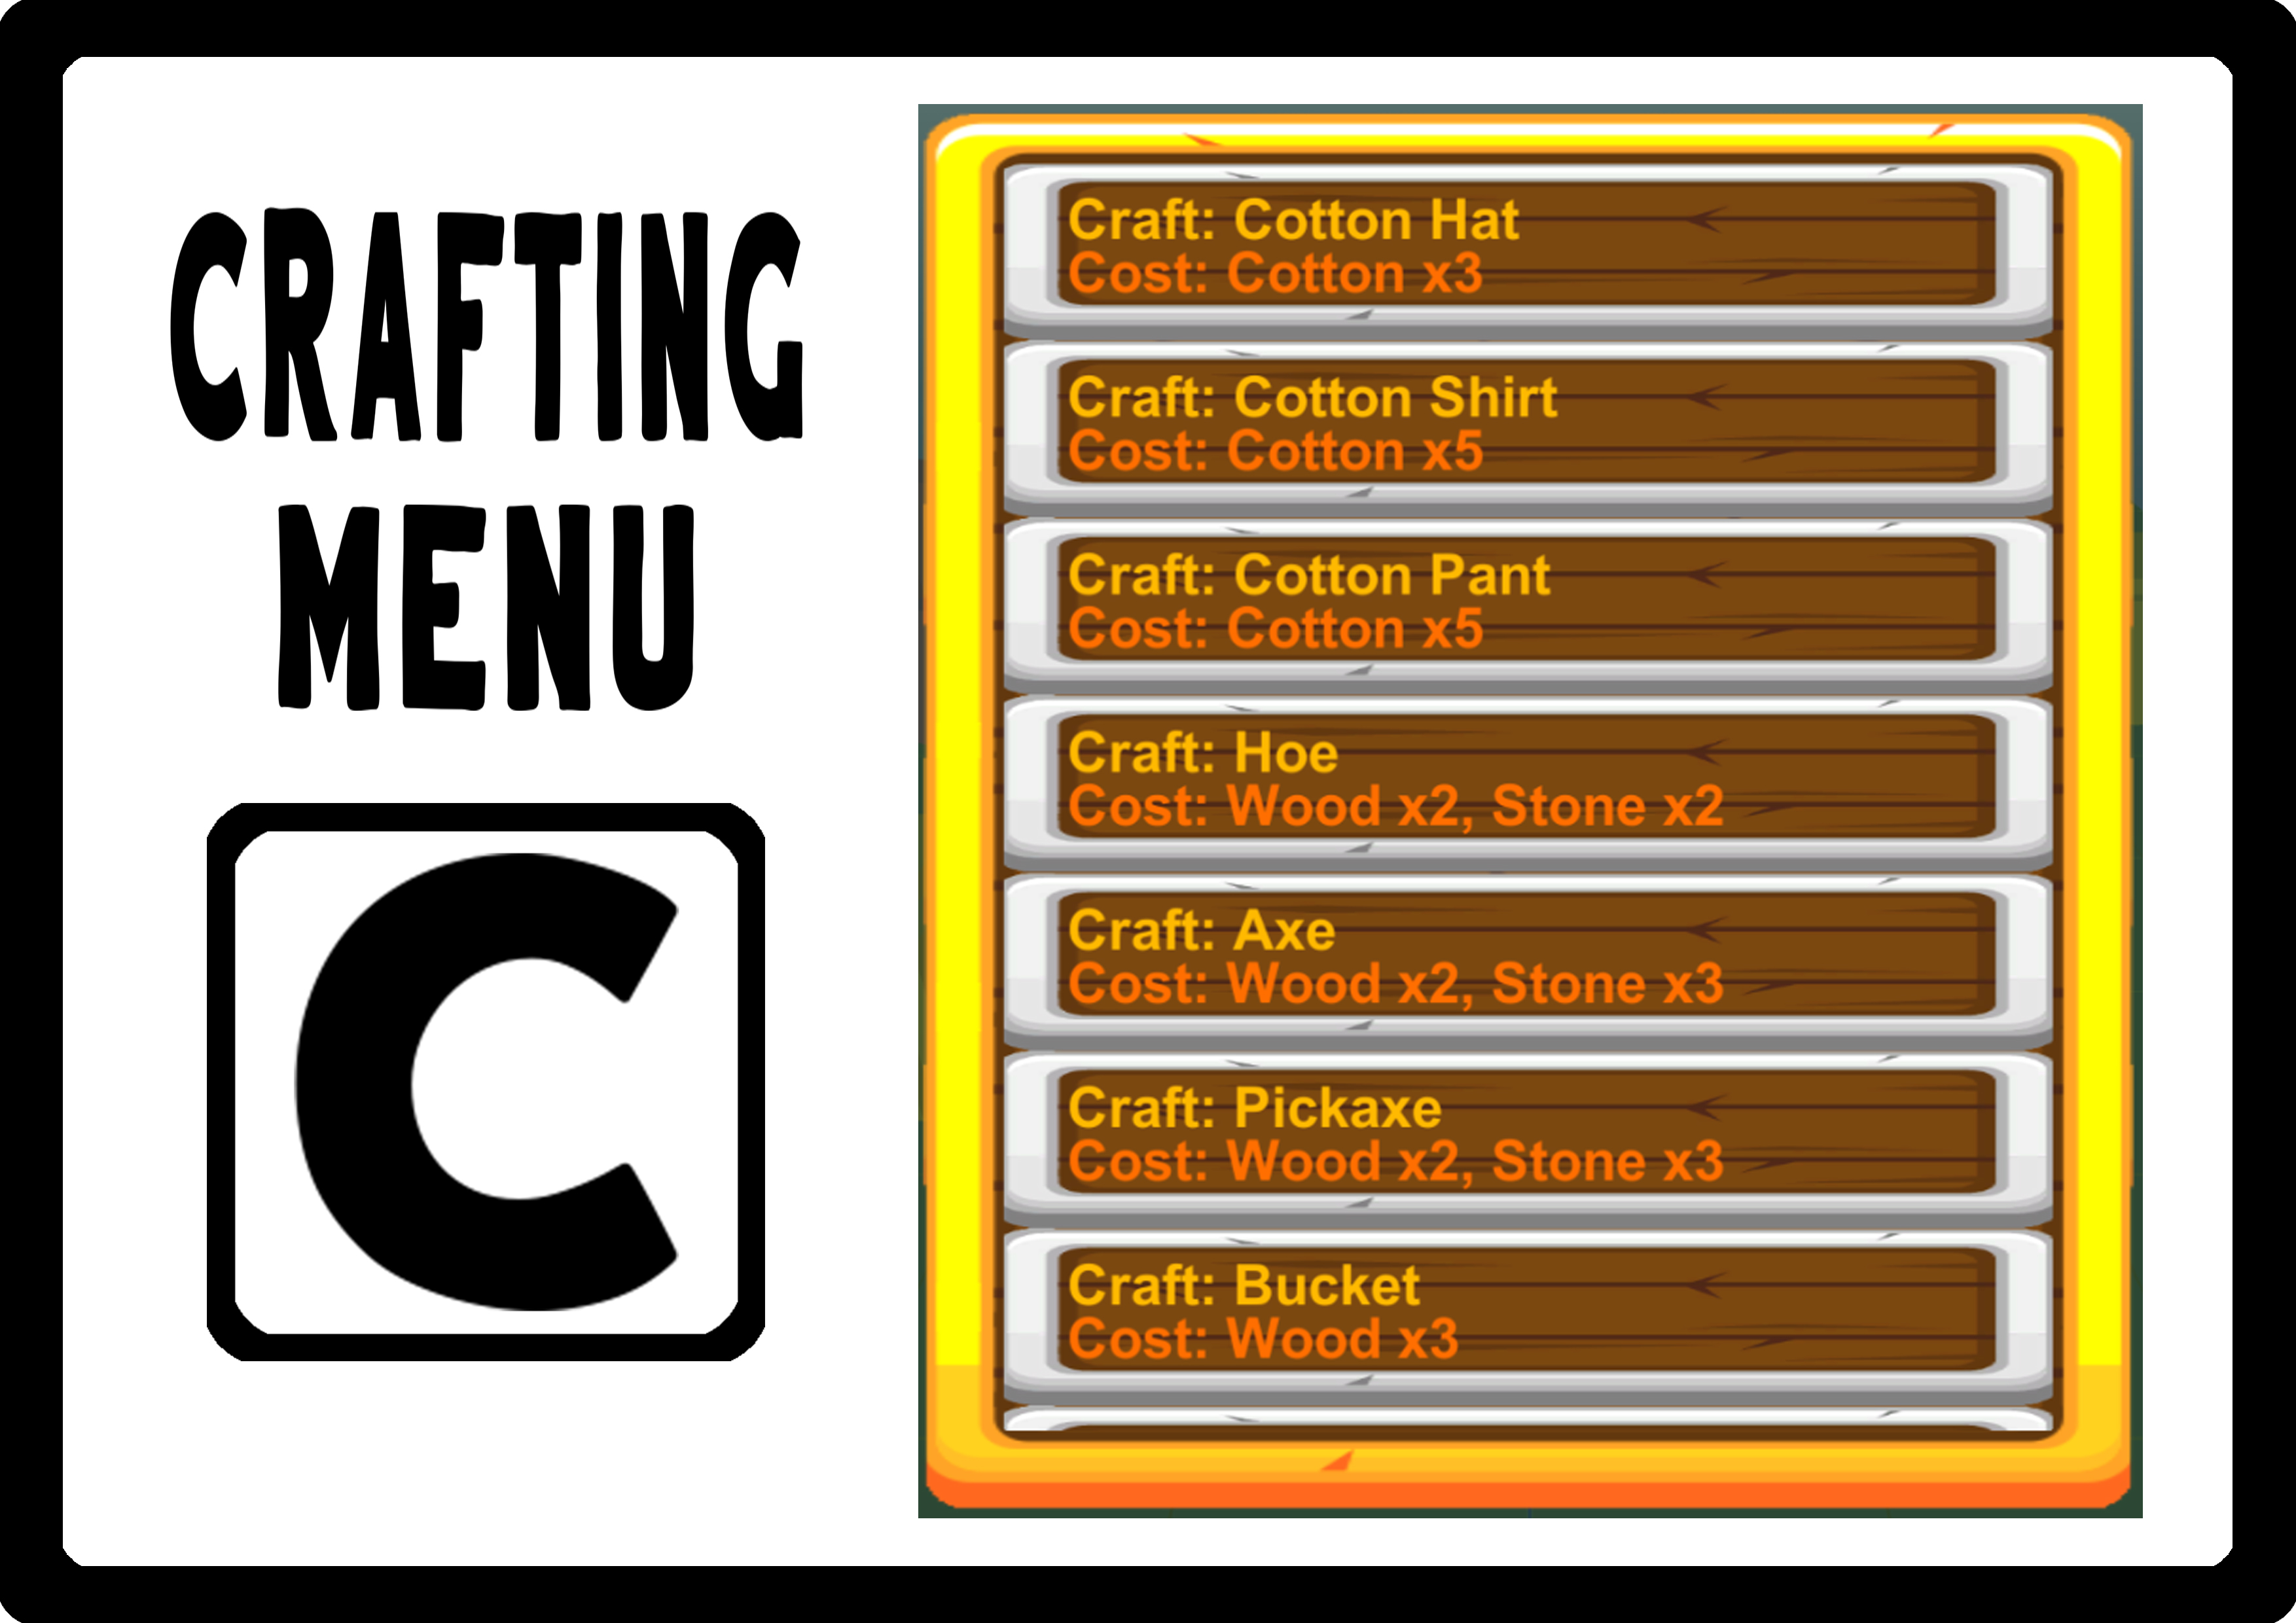 CRAFTING
MENU
C
Craft: Cotton Hat
Cost: Cotton x3
Craft: Cotton Shirt
Cost: Cotton x5
Craft: Cotton Pant
Cost: Cotton x5
Craft: Hoe
Cost: Wood x2, Stone x2
Craft: Axe
Cost: Wood x2, Stone x3
Craft: Pickaxe
Cost: Wood x2, Stone x3
Craft: Bucket
Cost: Wood x3